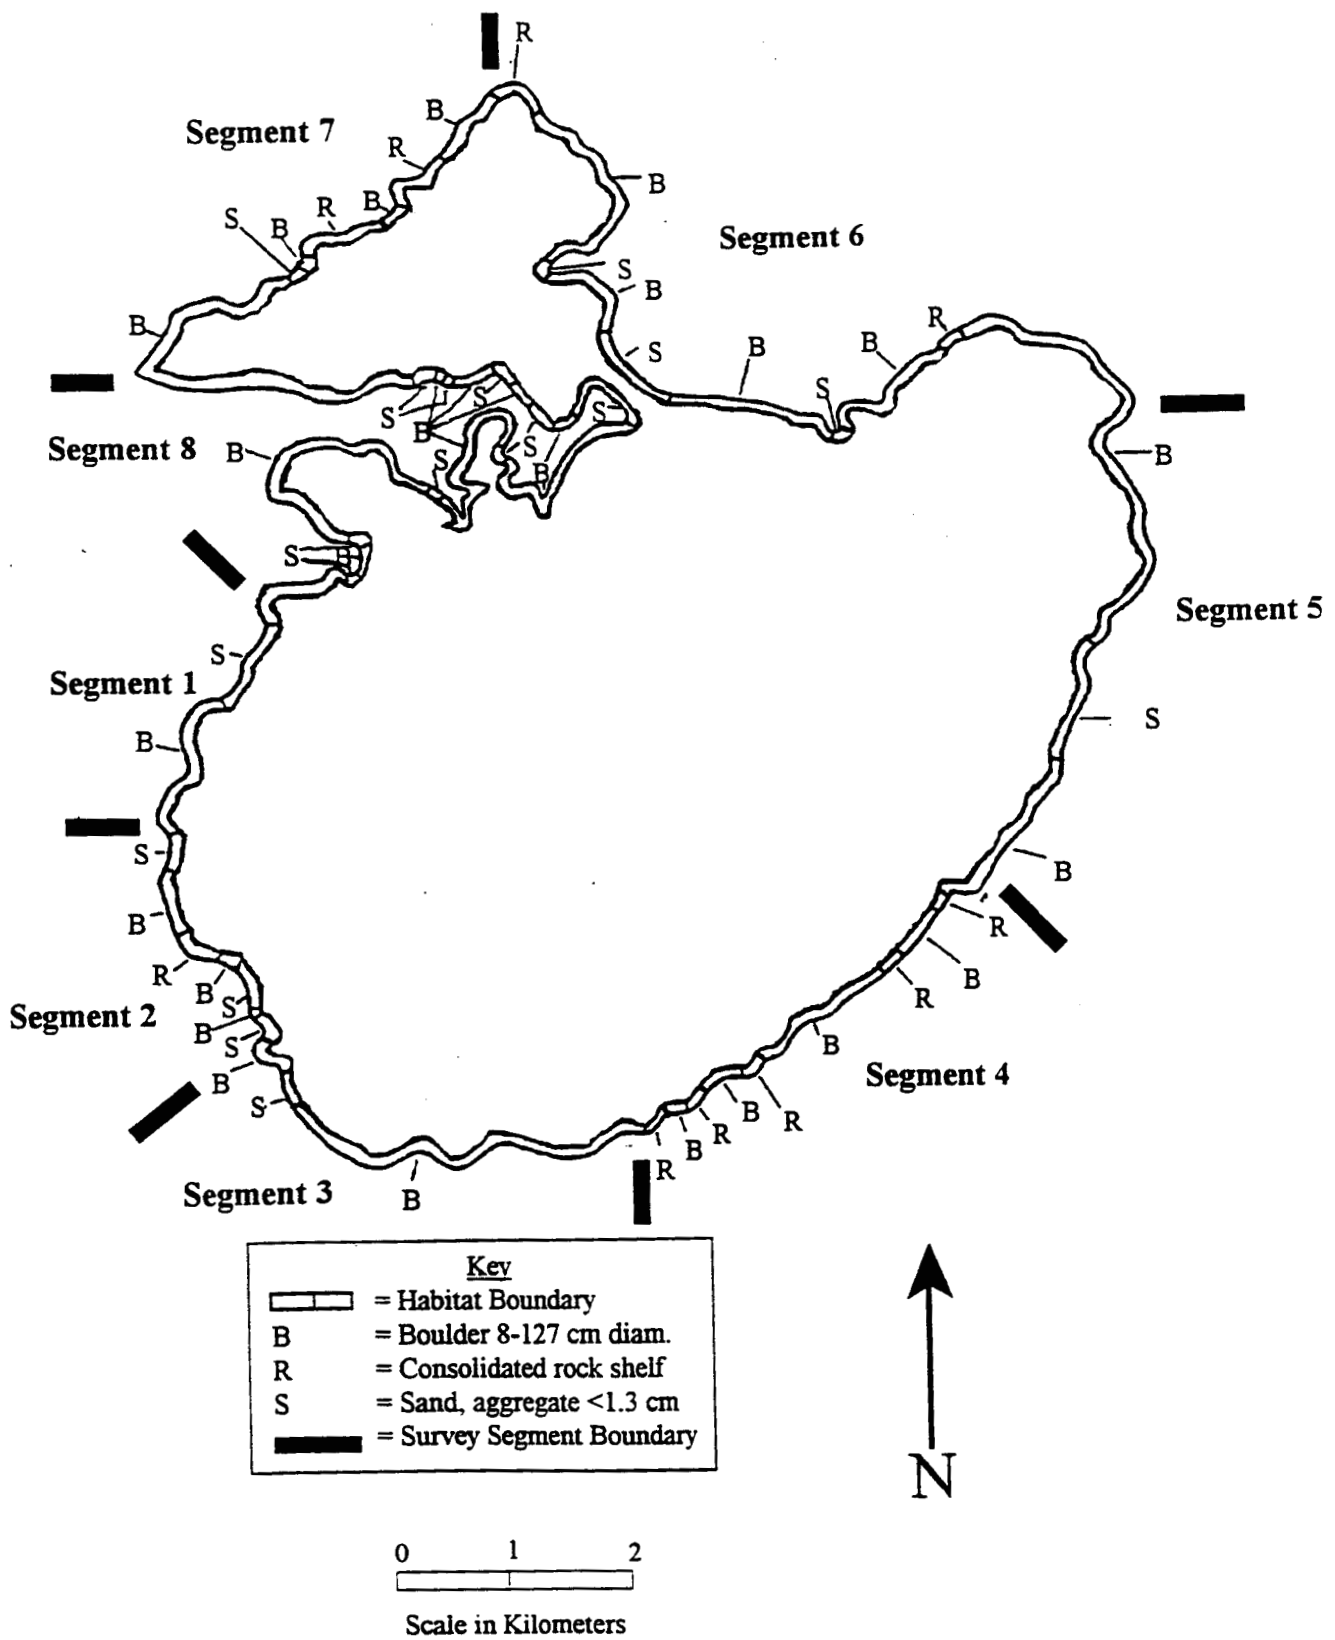 R
B
Segment 7
R
B
B
R
S
B
Segment 6
S
B
B
R
S
B
B
S
S
S
B
S
S
B
Segment 8
B
S
B
S
B
S
Segment 5
S
Segment 1
S
B
S
B
B
R
R
B
B
S
R
Segment 2
B
S
B
B
Segment 4
S
B
R
R
B
R
Segment 3
B
Key
= Habitat Boundary
B = Boulder 8-127 cm diam.
R = Consolidated rock shelf
S = Sand, aggregate <1.3 cm
= Survey Segment Boundary
N
0 1 2
Scale in Kilometers